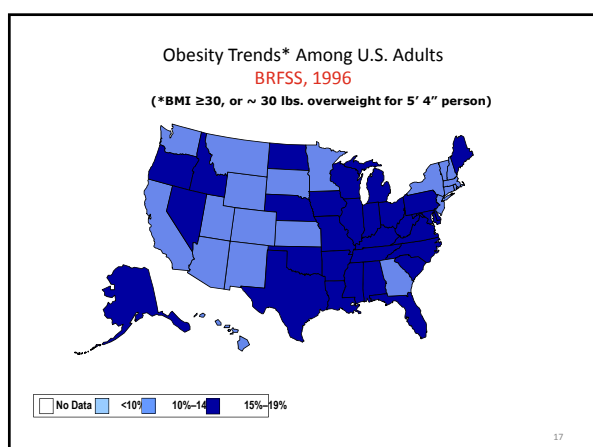 Obesity Trends* Among U.S. Adults
BRFSS, 1996
(*BMI ≥30, or ~ 30 lbs. overweight for 5’ 4” person)
No Data <10% 10%–14 15%–19%
17